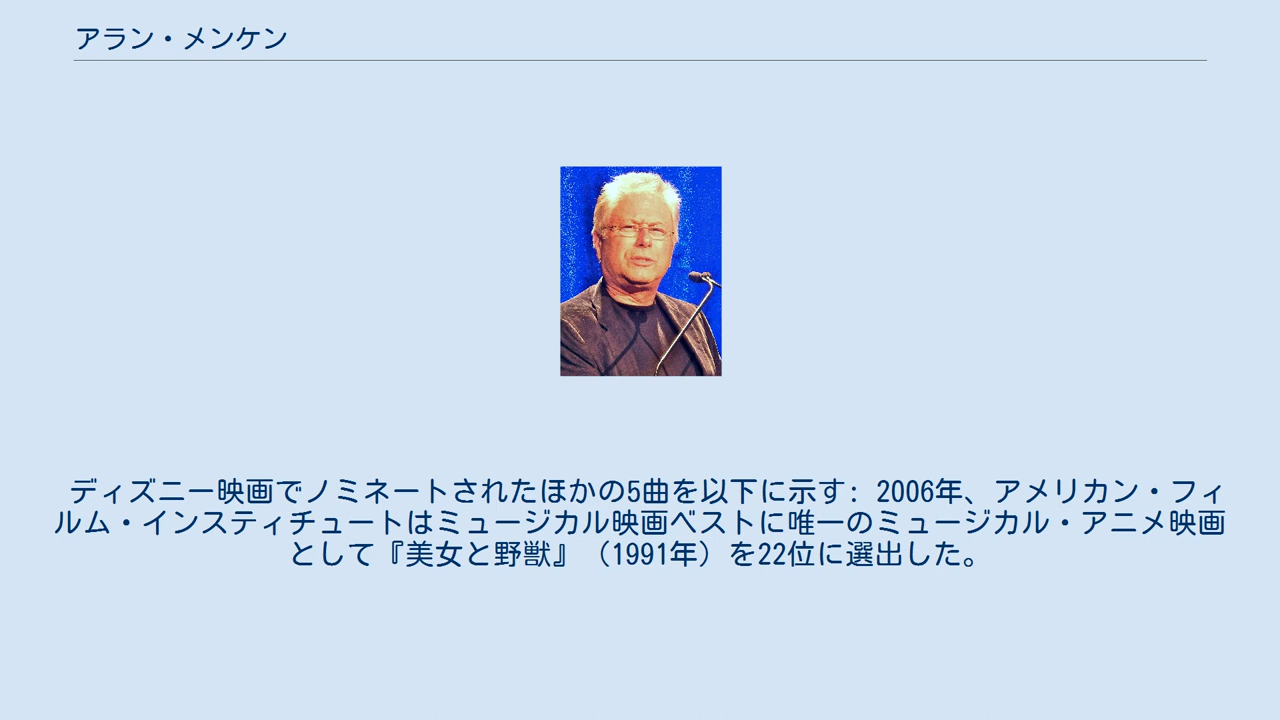 アラン・メンケン
ディズニー映画でノミネートされたほかの5曲を以下に示す: 2006年、アメリカン・フィ
ルム・インスティチュートはミュージカル映画ベストに唯一のミュージカル・アニメ映画
として『美女と野獣』（1991年）を22位に選出した。